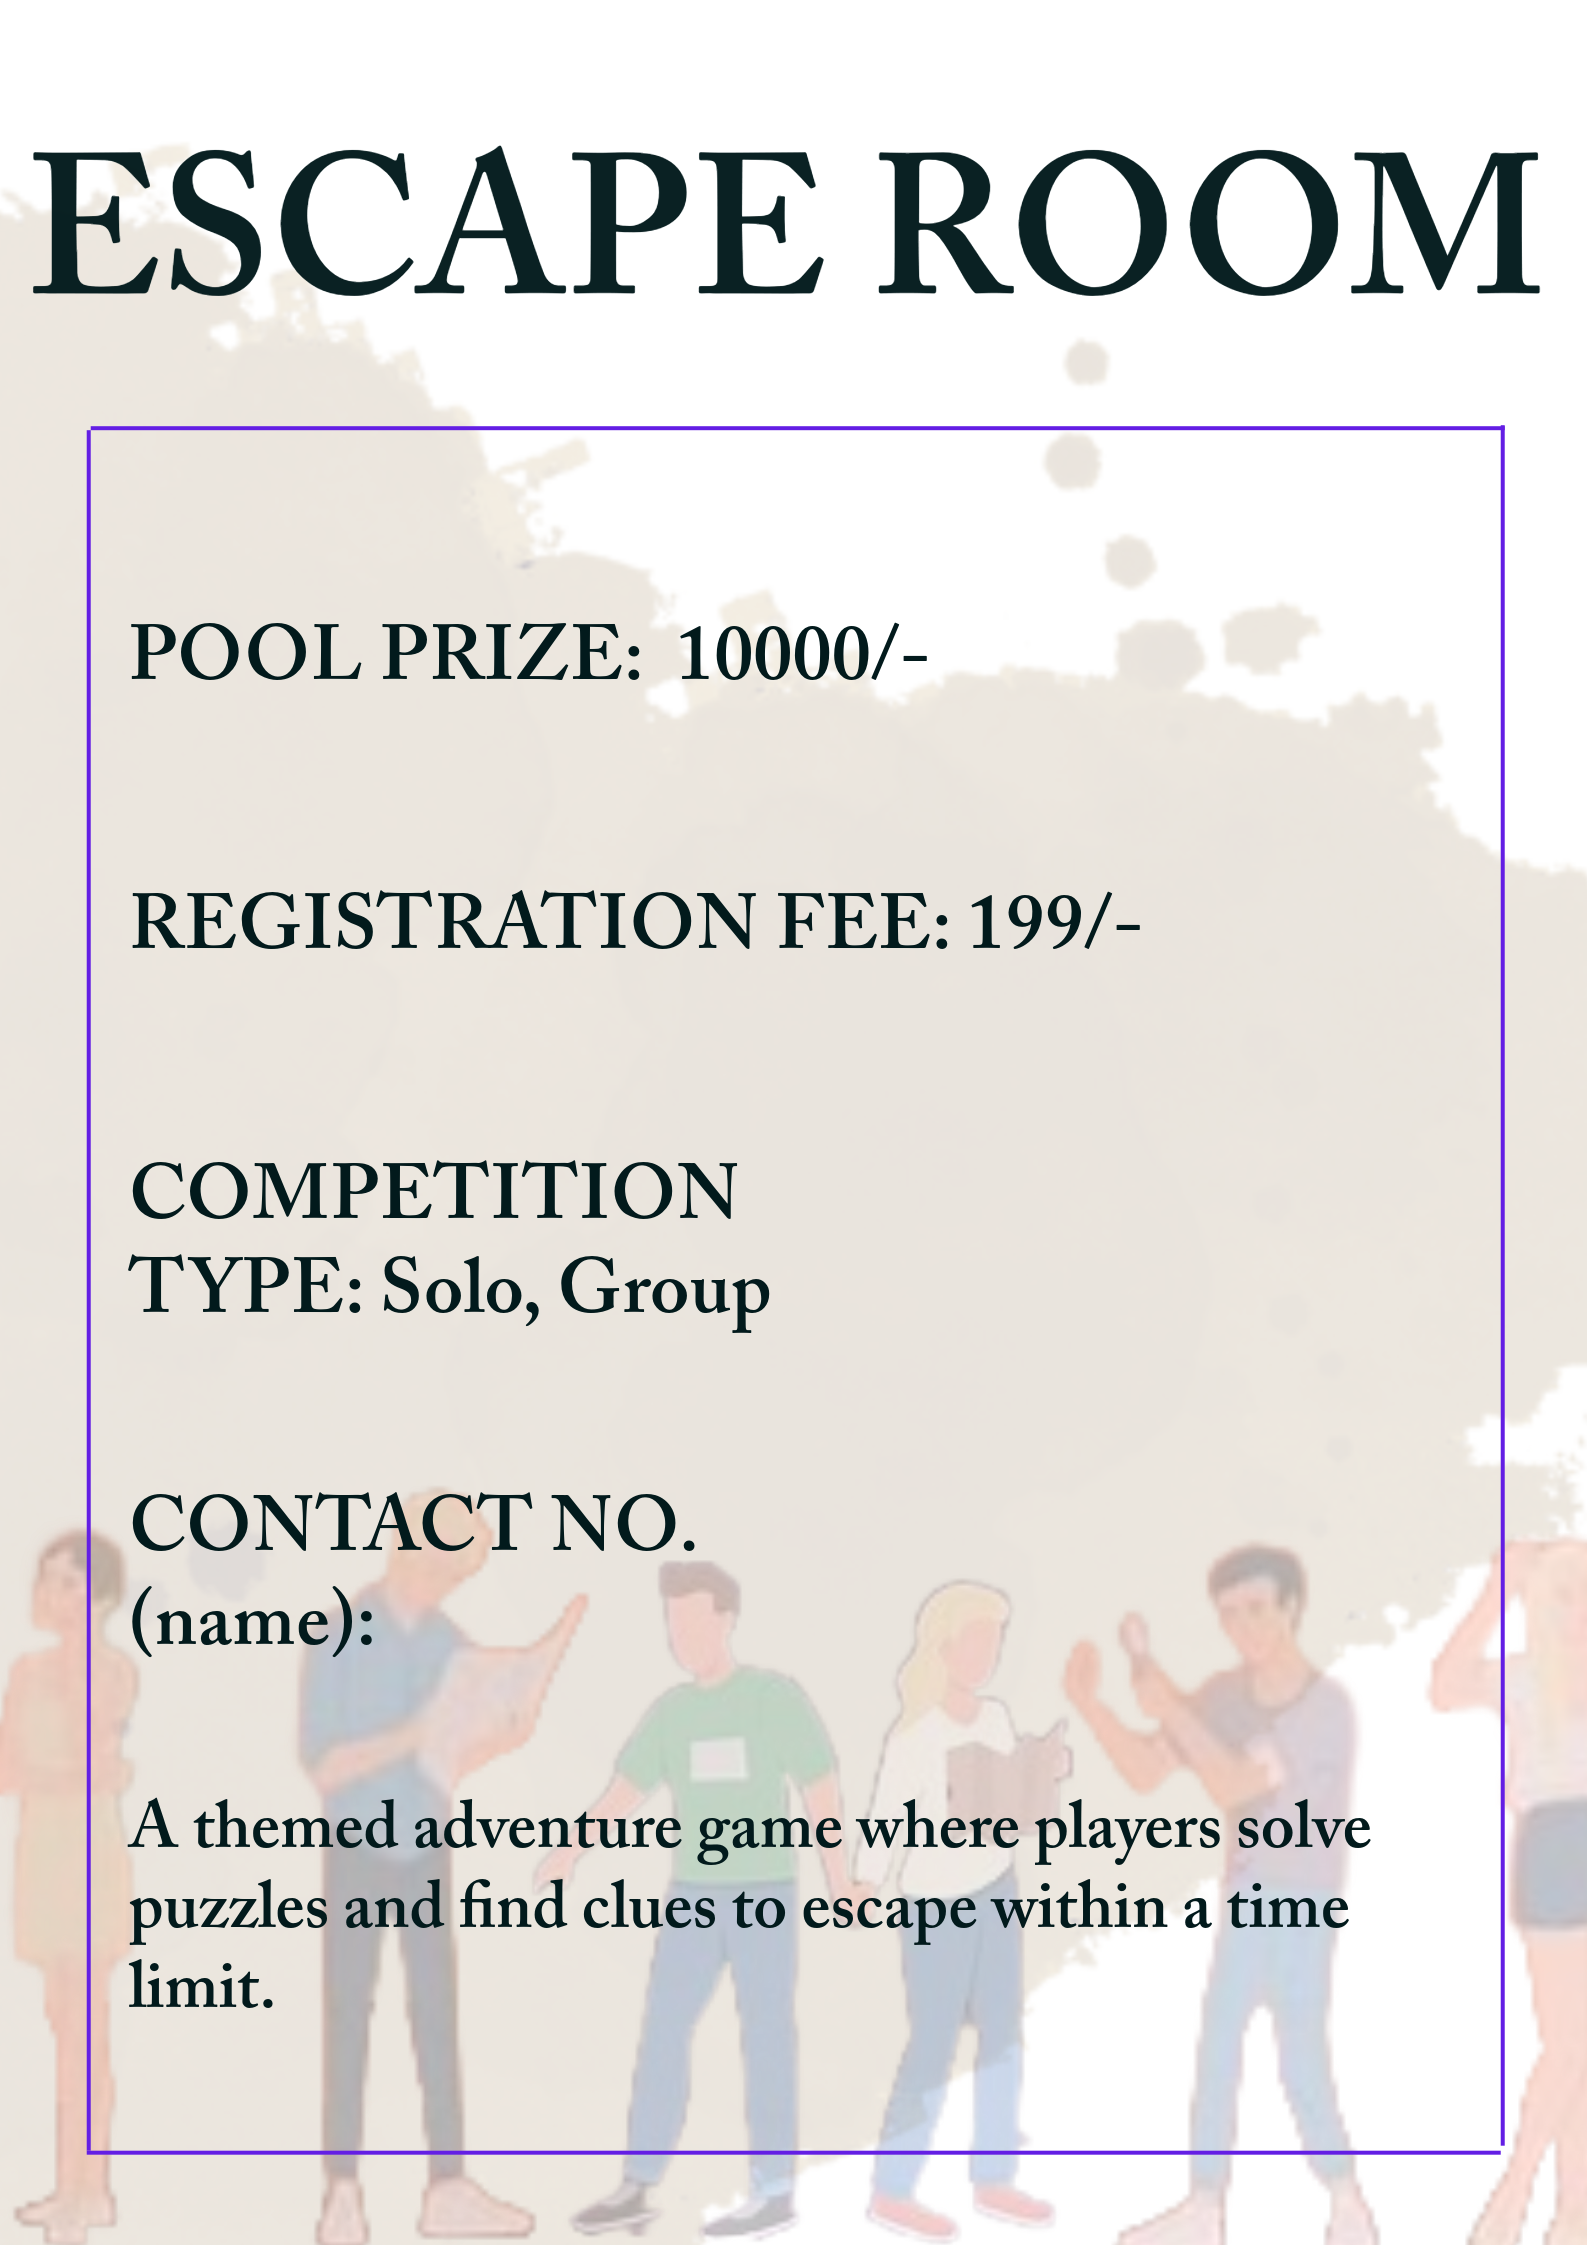 ESCAPE ROOM
POOL PRIZE: 10000/-
REGISTRATION FEE: 199/-
COMPETITION
TYPE: Solo, Group
CONTACT NO.
(name):
A themed adventure game where players solve
puzzles and find clues to escape within a time
limit.